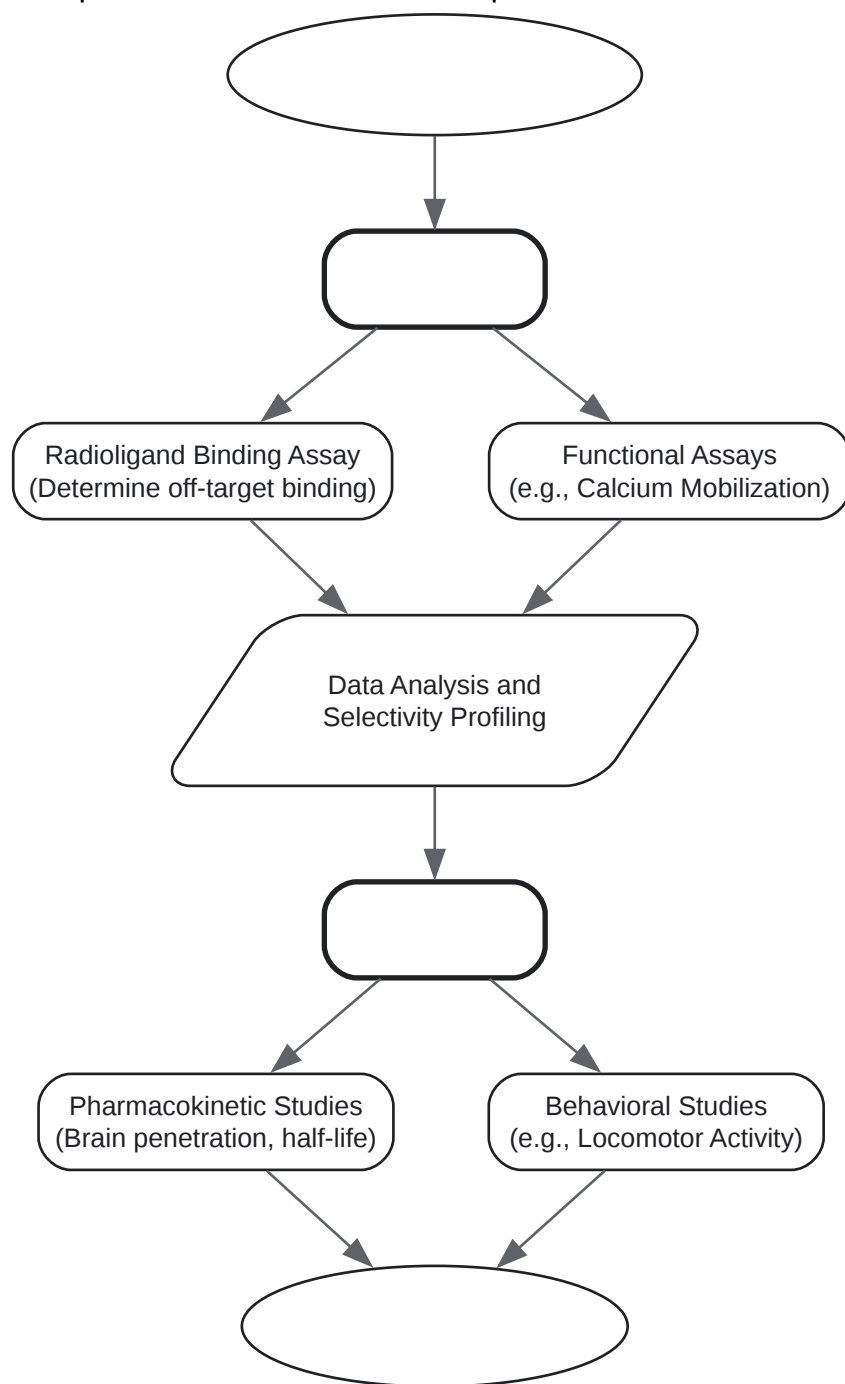 Radioligand Binding Assay
(Determine off-target binding)
Functional Assays
(e.g., Calcium Mobilization)
Data Analysis and
Selectivity Profiling
Pharmacokinetic Studies
(Brain penetration, half-life)
Behavioral Studies
(e.g., Locomotor Activity)